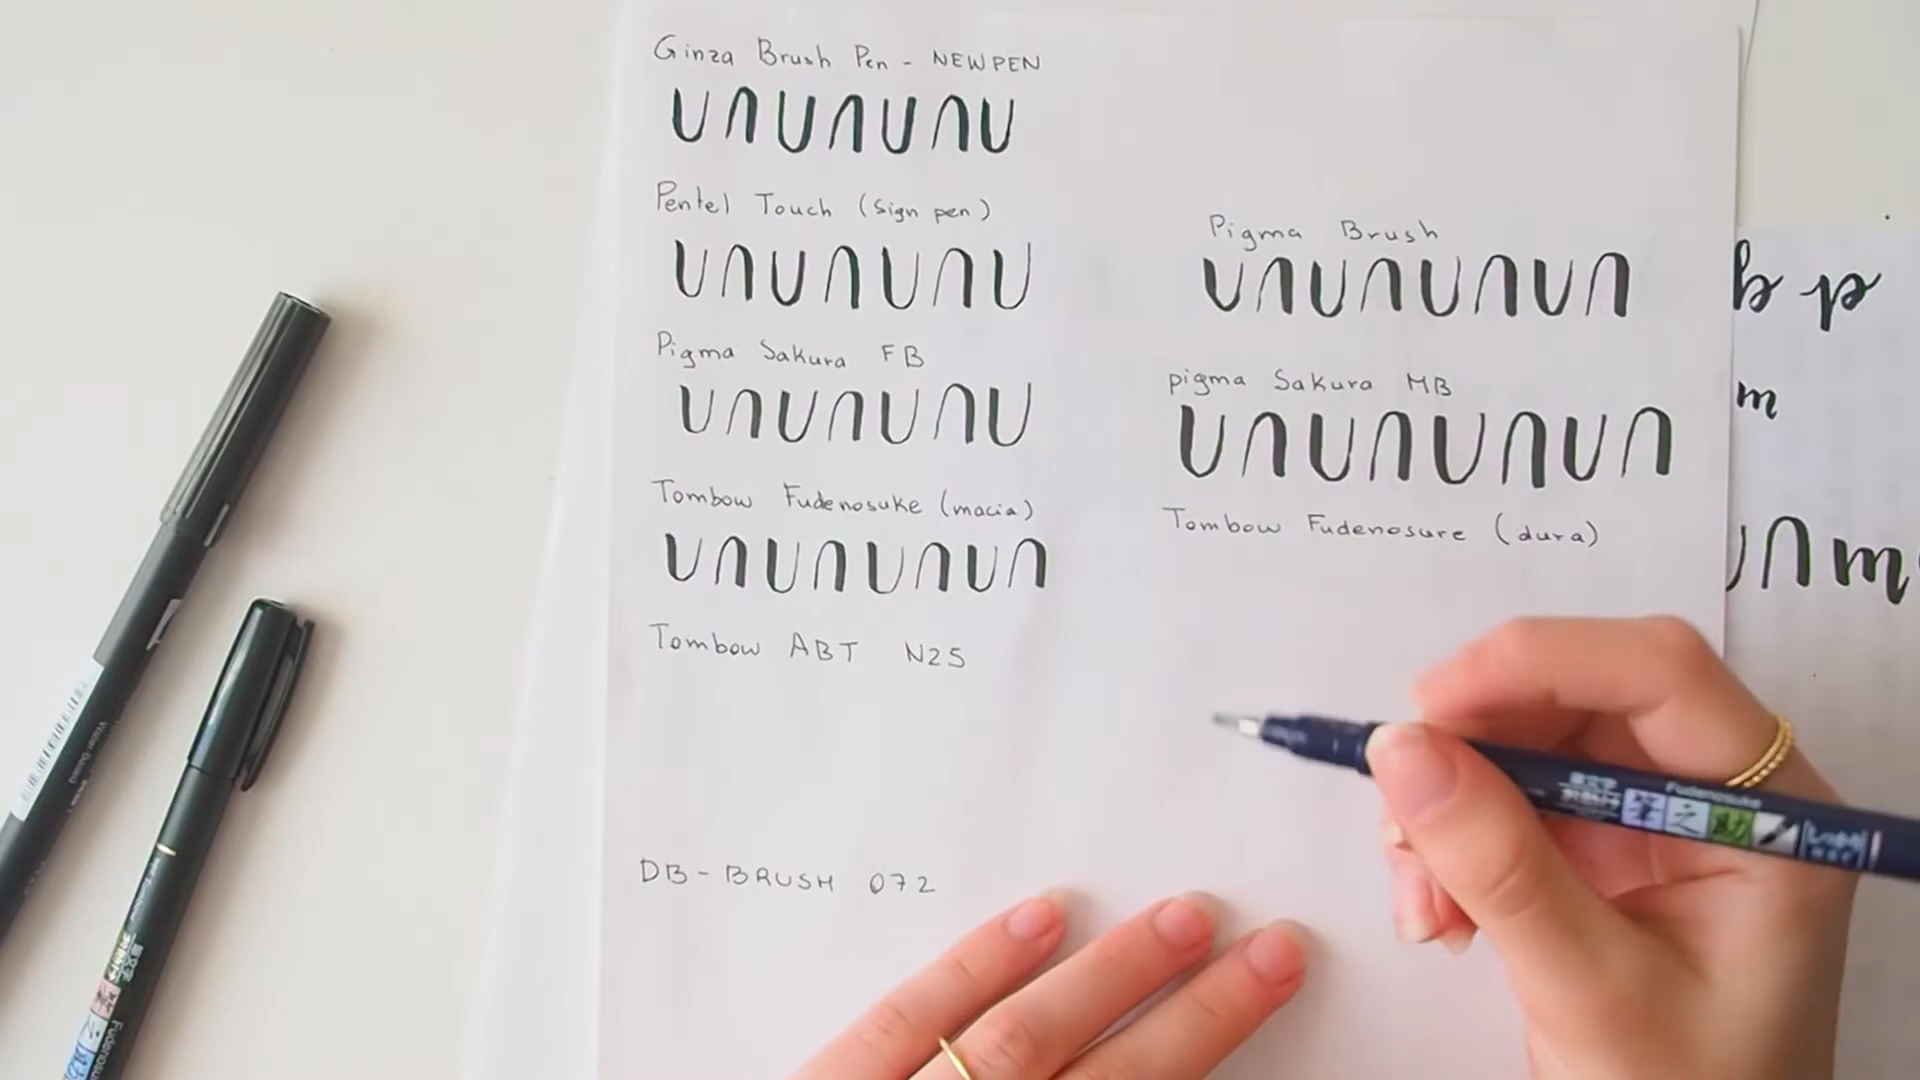 Ginza Brush Pen - NEWPEN
Pentel Touch (Sign pen)
Pigma Sakura FB
Tombow Fudenosuke (macia)
Tombow ABT N25
DB-BRUSH 072
Pigma Brush
pigma Sakura MB
Tombow Fudenosure (dura)
p
m
m
Fudenosuke